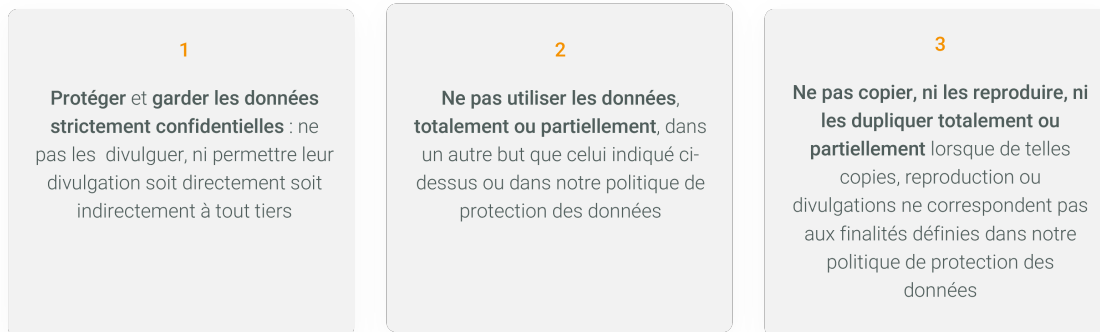 1
Protéger et garder les données
strictement confidentielles : ne
pas les divulguer, ni permettre leur
divulgation soit directement soit
indirectement à tout tiers
2
Ne pas utiliser les données,
totalement ou partiellement, dans
un autre but que celui indiqué ci-
dessus ou dans notre politique de
protection des données
3
Ne pas copier, ni les reproduire, ni
les dupliquer totalement ou
partiellement lorsque de telles
copies, reproduction ou
divulgations ne correspondent pas
aux finalités définies dans notre
politique de protection des
données